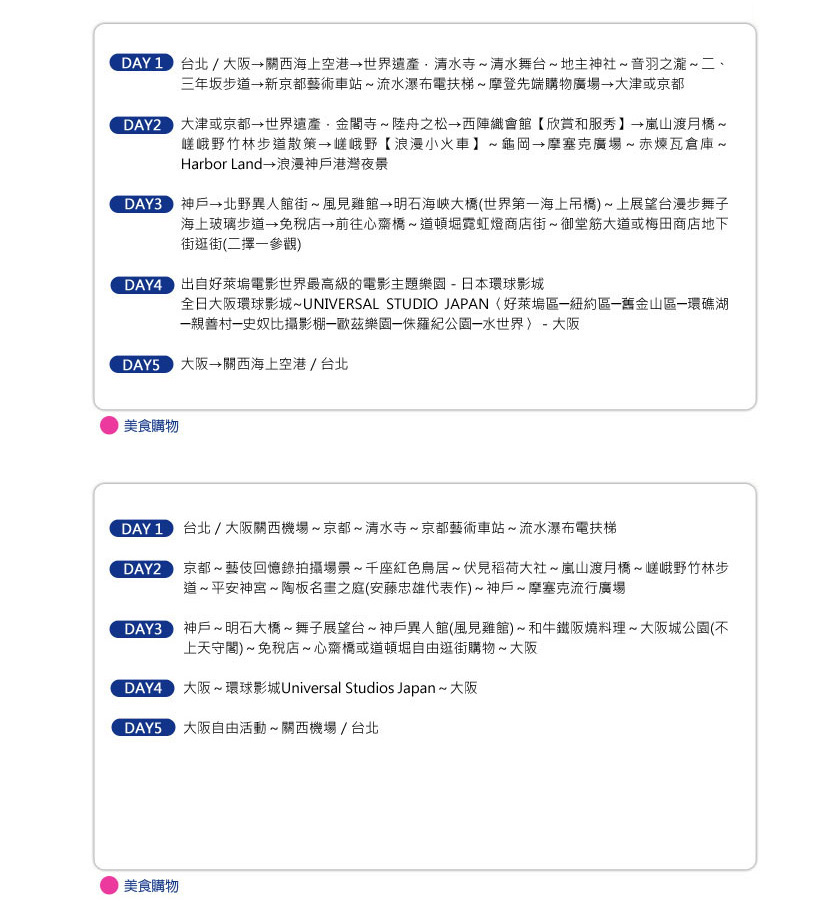 DAY 1 台北 / 大阪→關西海上空港→世界遺產．清水寺～清水舞台～地主神社～音羽之瀧～二、
三年坂步道→新京都藝術車站～流水瀑布電扶梯～摩登先端購物廣場→大津或京都
DAY2 大津或京都→世界遺產．金閣寺～陸舟之松→西陣織會館【欣賞和服秀】→嵐山渡月橋～
嵯峨野竹林步道散策→嵯峨野【浪漫小火車】～龜岡→摩塞克廣場～赤煉瓦倉庫～
Harbor Land→浪漫神戶港灣夜景
DAY3 神戶→北野異人館街～風見雞館→明石海峽大橋(世界第一海上吊橋)～上展望台漫步舞子
海上玻璃步道→免稅店→前往心齋橋～道頓堀霓虹燈商店街～御堂筋大道或梅田商店地下
街逛街(二擇一參觀)
DAY4 出自好萊塢電影世界最高級的電影主題樂園－日本環球影城
全日大阪環球影城~UNIVERSAL STUDIO JAPAN〈好萊塢區─紐約區─舊金山區─環礁湖
─親善村─史奴比攝影棚─歐茲樂園─侏羅紀公園─水世界〉－大阪
DAY5 大阪→關西海上空港 / 台北
美食購物
DAY 1 台北 / 大阪關西機場～京都～清水寺～京都藝術車站～流水瀑布電扶梯
DAY2 京都～藝伎回憶錄拍攝場景～千座紅色鳥居～伏見稻荷大社～嵐山渡月橋～嵯峨野竹林步
道～平安神宮～陶板名畫之庭(安藤忠雄代表作)～神戶～摩塞克流行廣場
DAY3 神戶～明石大橋～舞子展望台～神戶異人館(風見雞館)～和牛鐵阪燒料理～大阪城公園(不
上天守閣)～免稅店～心齋橋或道頓堀自由逛街購物～大阪
DAY4 大阪～環球影城Universal Studios Japan～大阪
DAY5 大阪自由活動～關西機場 / 台北
美食購物